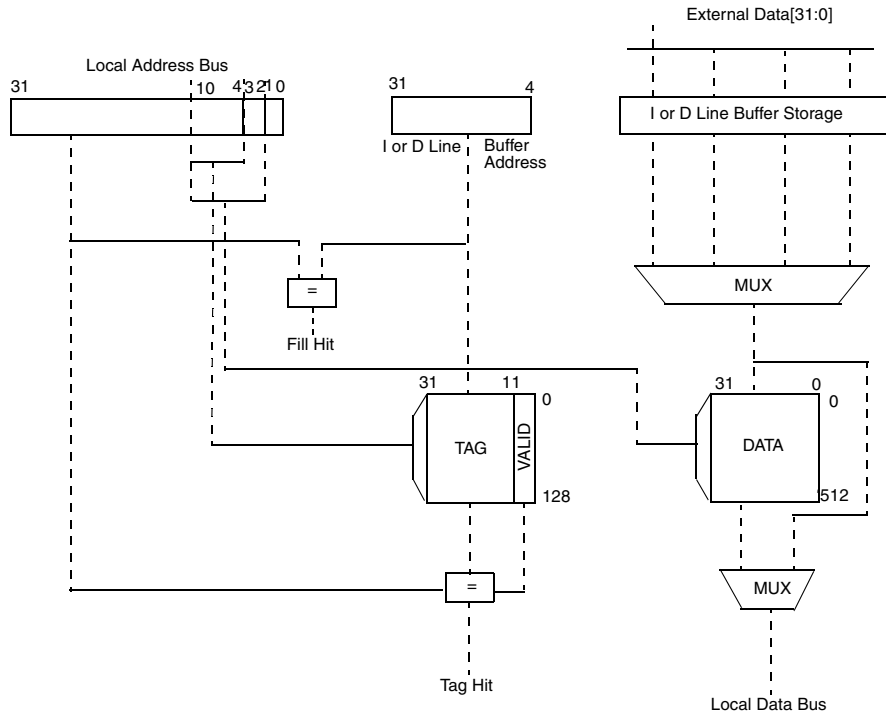 External Data[31:0]
Local Address Bus
31 10 4 3 2 1 0
31 4
I or D Line Buffer Storage
I or D Line Buffer
Address
MUX
=
Fill Hit
31 11
0
31 0
0
TAG
VALID
DATA
128
512
=
MUX
Tag Hit
Local Data Bus